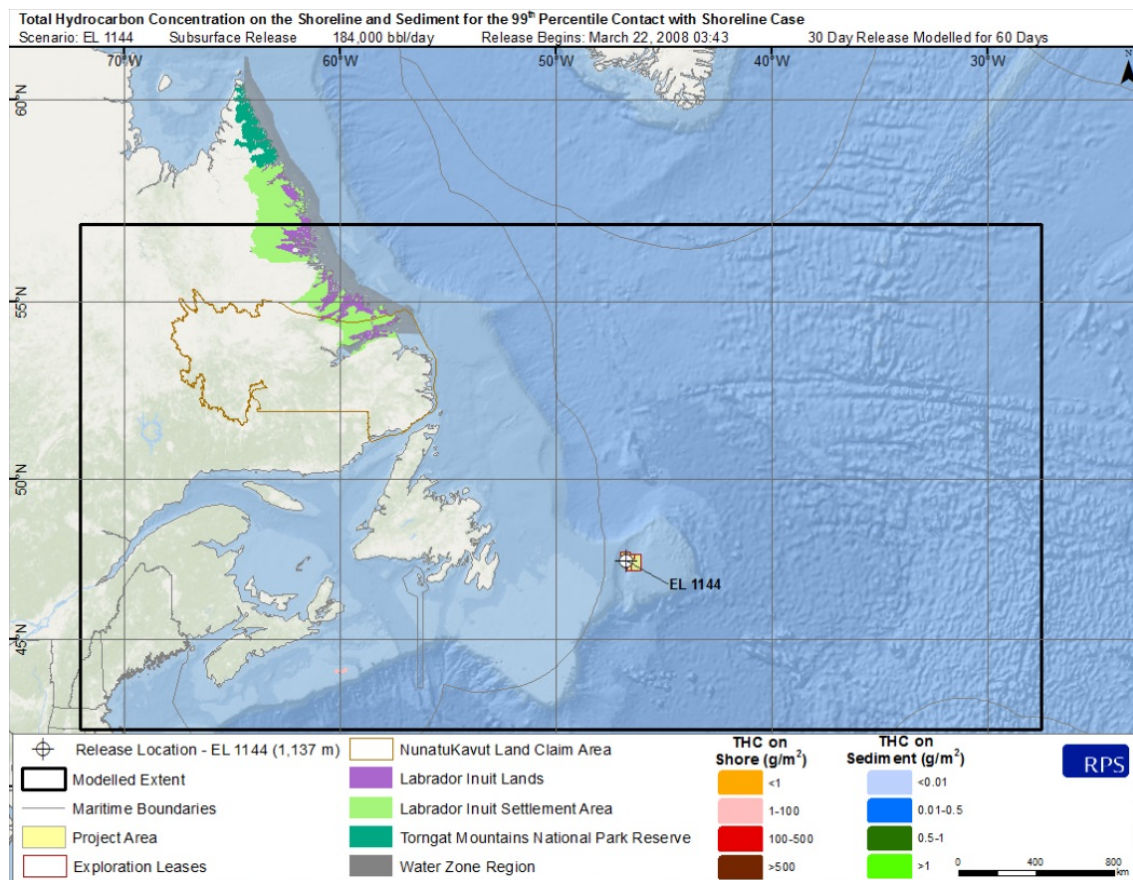 Total Hydrocarbon Concentration on the Shoreline and Sediment for the 99th Percentile Contact with Shoreline Case
Scenario: EL 1144 Subsurface Release 184,000 bbl/day Release Begins: March 22, 2008 03:43 30 Day Release Modelled for 60 Days
70°W 60°W 50°W 40°W 30°W
N
60°N
55°N
50°N
EL 1144
45°N
Release Location - EL 1144 (1,137 m)
Modelled Extent
Maritime Boundaries
Project Area
Exploration Leases
NunatuKavut Land Claim Area
Labrador Inuit Lands
Labrador Inuit Settlement Area
Torngat Mountains National Park Reserve
Water Zone Region
THC on
Shore (g/m²)
<1
1-100
100-500
>500
THC on
Sediment (g/m²)
<0.01
0.01-0.5
0.5-1
>1
RPS
0 400 800
km